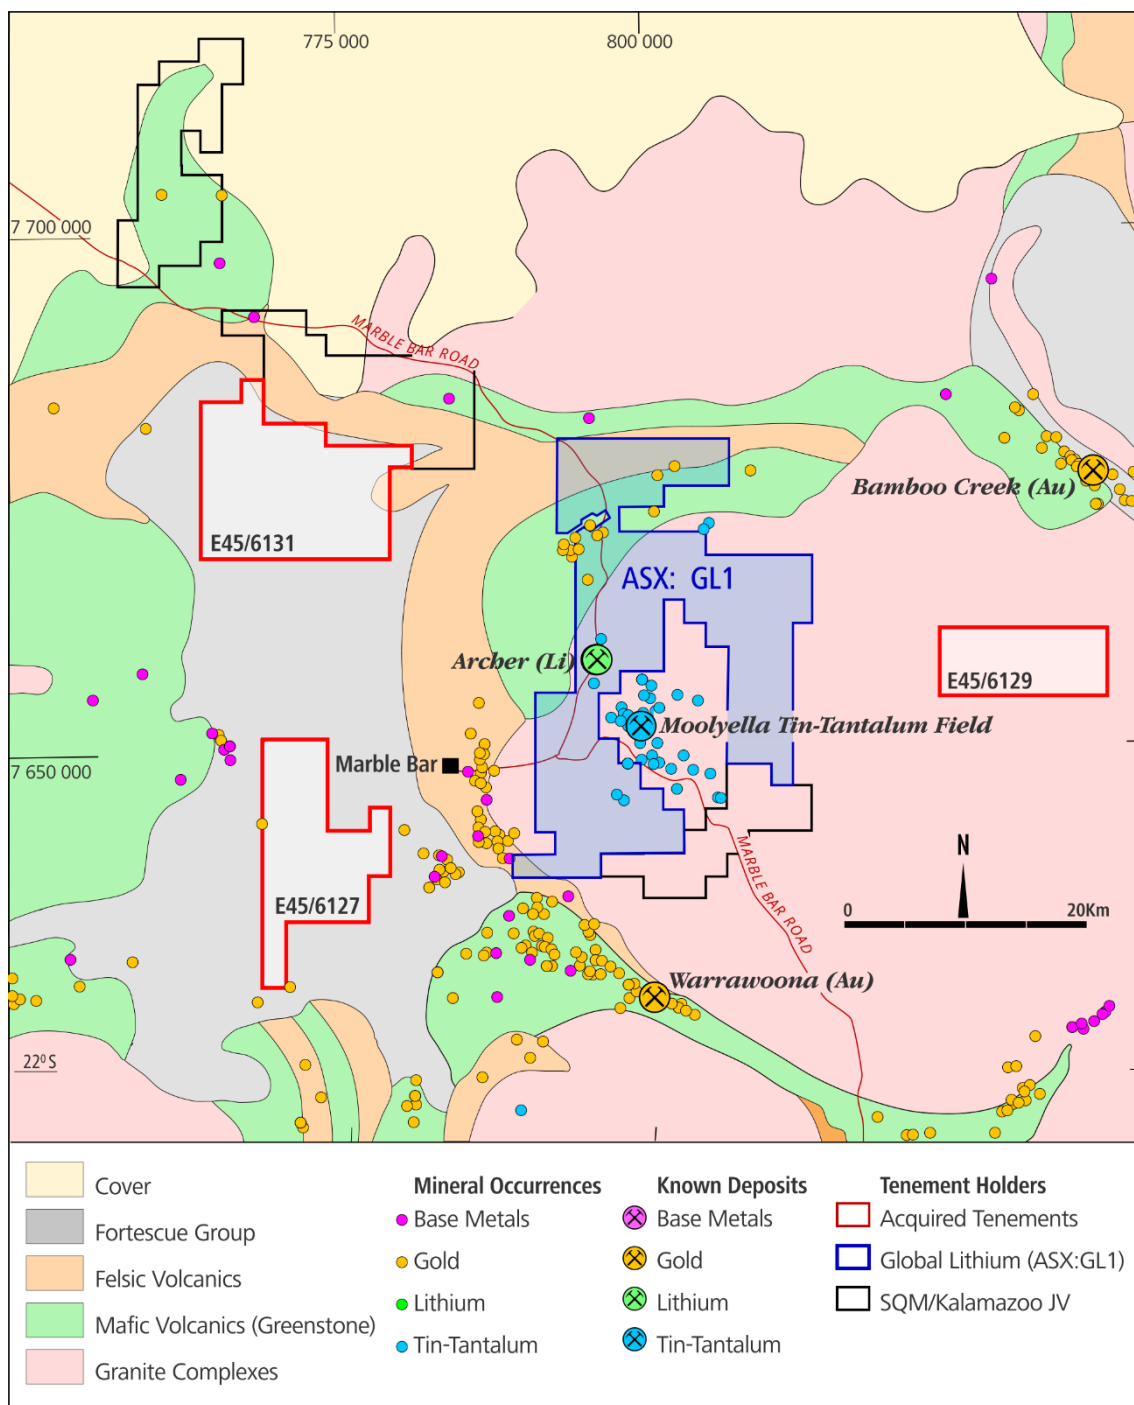 775 000
800 000
7 700 000
MARBLE BAR ROAD
Bamboo Creek (Au)
E45/6131
ASX: GL1
Archer (Li)
E45/6129
Moolyella Tin-Tantalum Field
Marble Bar
7 650 000
MARBLE BAR ROAD
N
E45/6127
0
20Km
Warrawoona (Au)
22⁰ S
Cover
Fortescue Group
Felsic Volcanics
Mafic Volcanics (Greenstone)
Granite Complexes
Mineral Occurrences
Base Metals
Gold
Lithium
Tin-Tantalum
Known Deposits
Base Metals
Gold
Lithium
Tin-Tantalum
Tenement Holders
Acquired Tenements
Global Lithium (ASX:GL1)
SQM/Kalamazoo JV